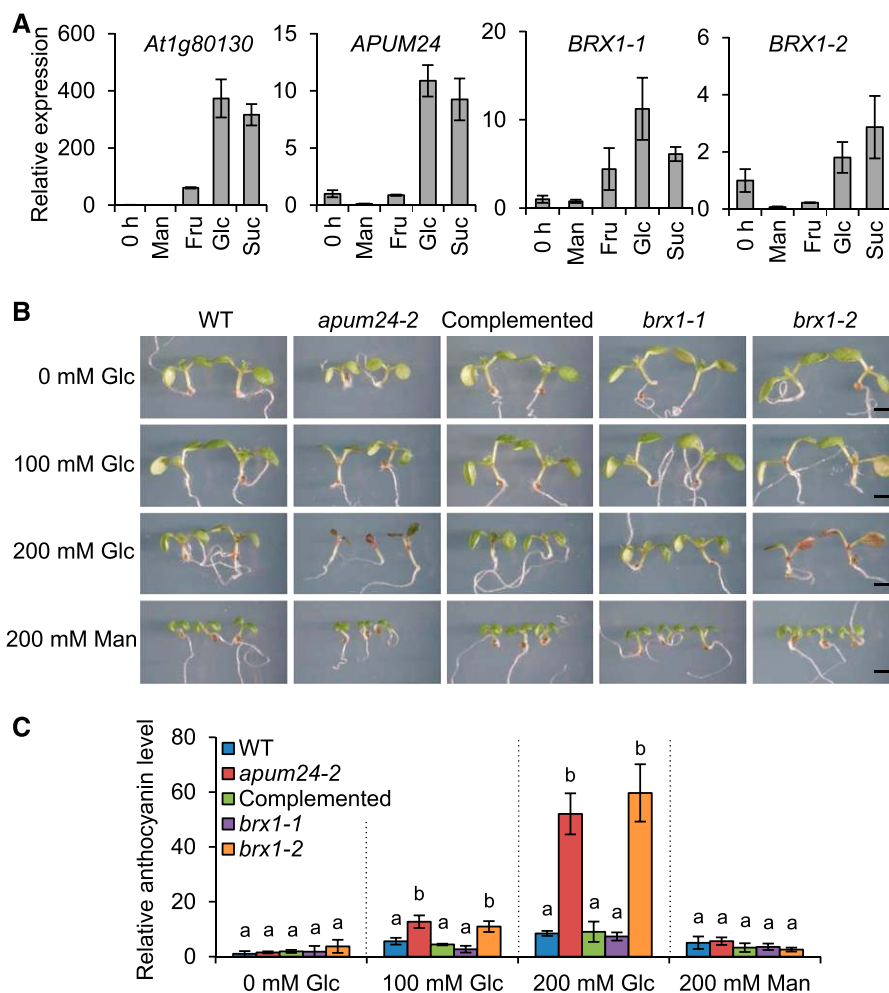 A
At1g80130
APUM24
BRX1-1
BRX1-2
Relative expression
600
400
200
0
15
10
5
0
20
10
0
6
4
2
0
0 h
Man
Fru
Glc
Suc
0 h
Man
Fru
Glc
Suc
0 h
Man
Fru
Glc
Suc
0 h
Man
Fru
Glc
Suc
B
WT
apum24-2
Complemented
brx1-1
brx1-2
0 mM Glc
100 mM Glc
200 mM Glc
200 mM Man
C
Relative anthocyanin level
80
60
40
20
0
WT
apum24-2
Complemented
brx1-1
brx1-2
a a a a a
a b a a b
a b a a b
a a a a a
0 mM Glc
100 mM Glc
200 mM Glc
200 mM Man